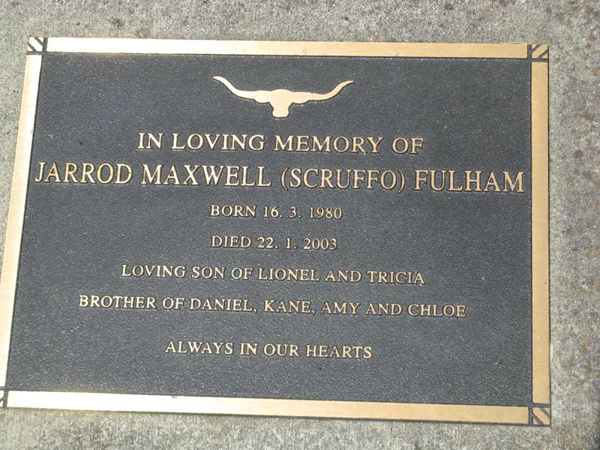 IN LOVING MEMORY OF
JARROD MAXWELL (SCRUFFO) FULHAM
BORN 16. 3. 1980
DIED 22. 1. 2003
LOVING SON OF LIONEL AND TRICIA
BROTHER OF DANIEL, KANE, AMY AND CHLOE
ALWAYS IN OUR HEARTS